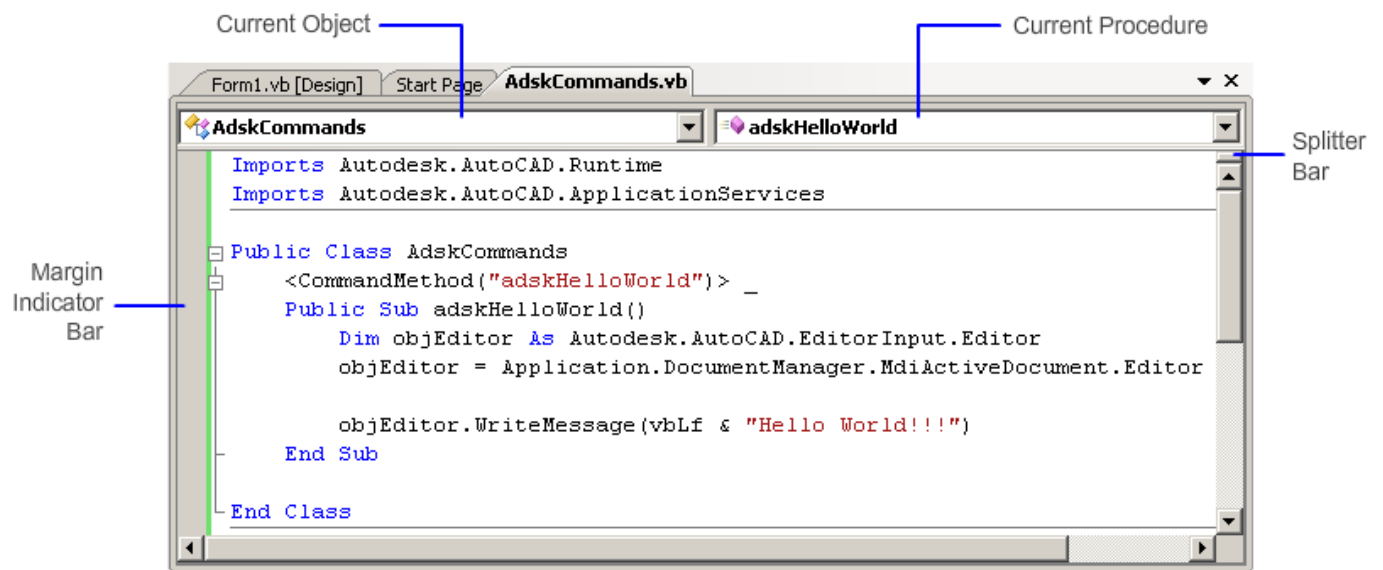 Current Object
Current Procedure
Form1.vb [Design] Start Page AdskCommands.vb
AdskCommands adskHelloWorld
Splitter
Bar
Imports Autodesk.AutoCAD.Runtime
Imports Autodesk.AutoCAD.ApplicationServices
Public Class AdskCommands
<CommandMethod("adskHelloWorld")> _
Public Sub adskHelloWorld()
Dim objEditor As Autodesk.AutoCAD.EditorInput.Editor
objEditor = Application.DocumentManager.MdiActiveDocument.Editor
objEditor.WriteMessage(vbLf & "Hello World!!!")
End Sub
End Class
Margin
Indicator
Bar